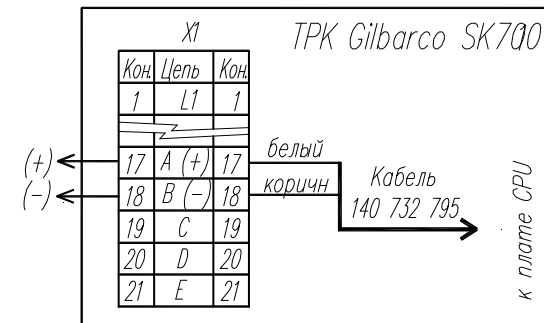 X1
ТРК Gilbarco SK700
Кон. Цепь Кон.
1 L1 1
(+) 17 A (+) 17 белый
(-) 18 B (-) 18 коричн
19 C 19
20 D 20
21 E 21
Кабель
140 732 795
к плате CPU